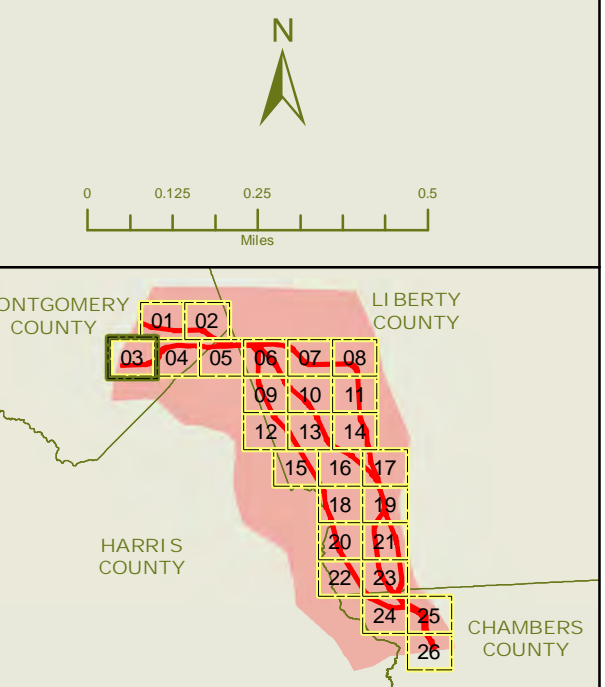 N
0 0.125 0.25 0.5
Miles
ONTGOMERY
COUNTY
LIBERTY
COUNTY
01 02
03 04 05 06 07 08
09 10 11
12 13 14
15 16 17
18 19
20 21
22 23
24 25
26
HARRIS
COUNTY
CHAMBERS
COUNTY